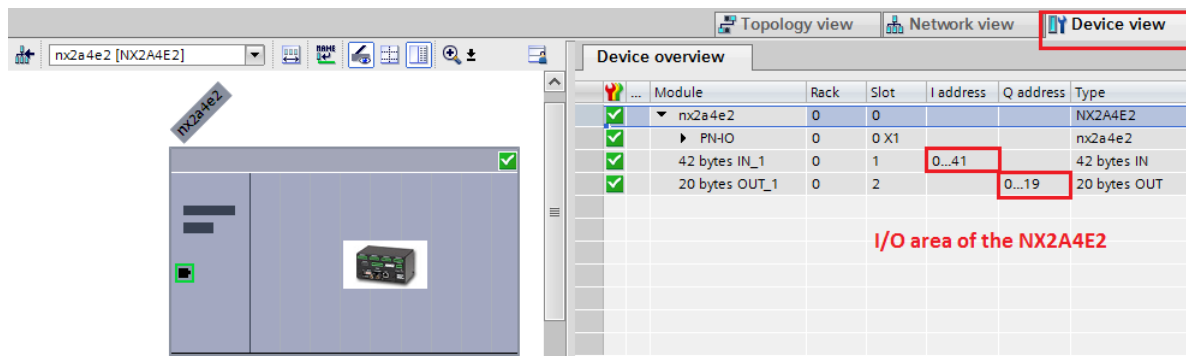 Topology view Network view Device view
nx2a4e2 [NX2A4E2] NAME ± Device overview
... Module Rack Slot I address Q address Type
nx2a4e2 0 0 NX2A4E2
PN-IO 0 0 X1 nx2a4e2
42 bytes IN_1 0 1 0...41 42 bytes IN
20 bytes OUT_1 0 2 0...19 20 bytes OUT
nx2a4e2
I/O area of the NX2A4E2